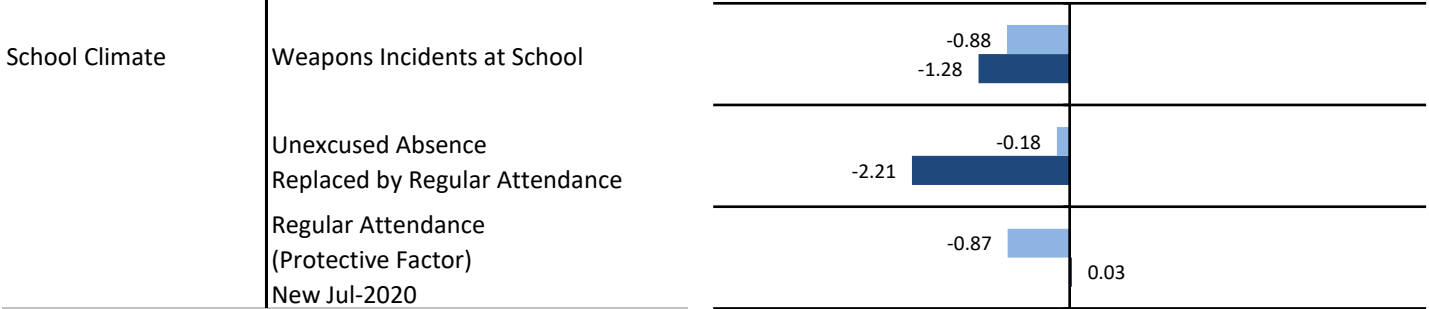 School Climate
Weapons Incidents at School
-0.88
-1.28
Unexcused Absence
Replaced by Regular Attendance
-0.18
-2.21
Regular Attendance
(Protective Factor)
New Jul-2020
-0.87
0.03